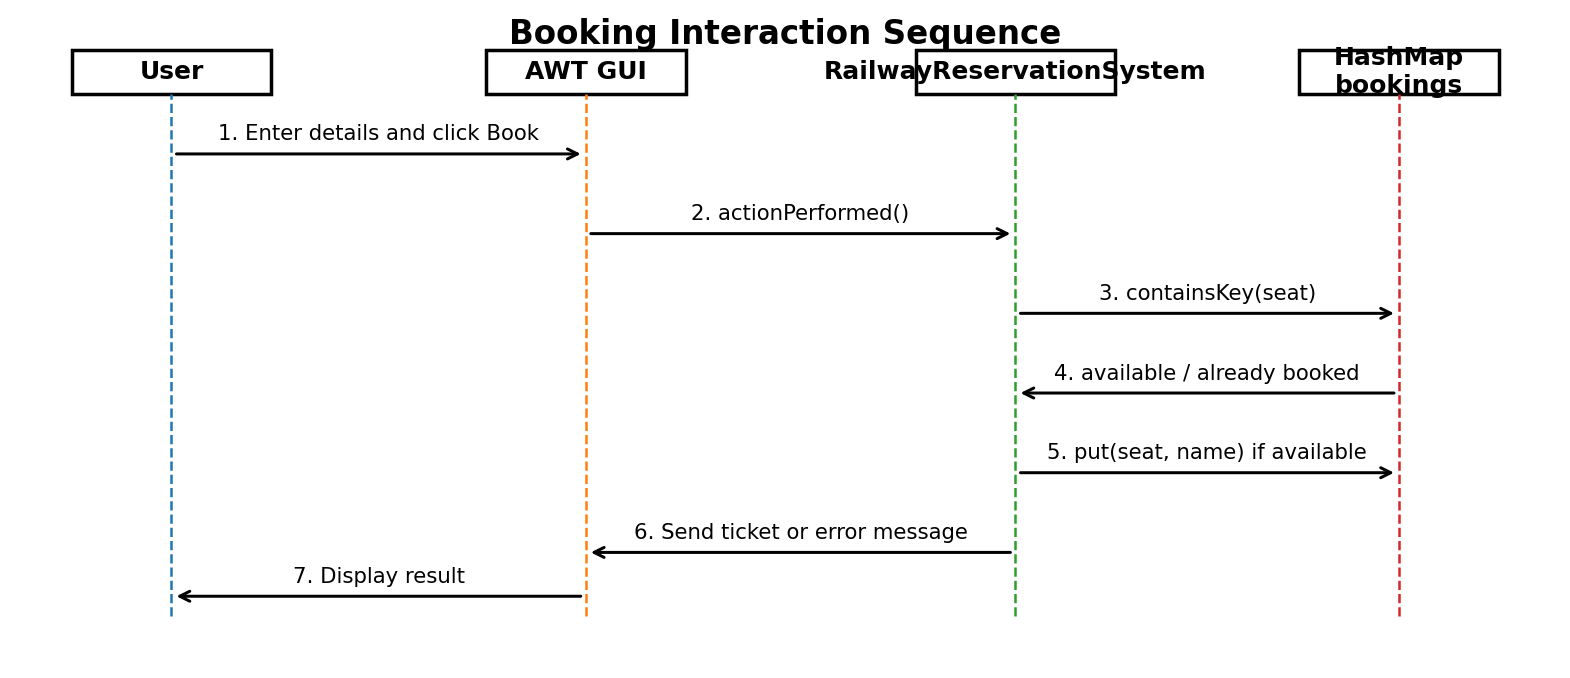 Booking Interaction Sequence
User
AWT GUI
RailwayReservationSystem
HashMap
bookings
1. Enter details and click Book
2. actionPerformed()
3. containsKey(seat)
4. available / already booked
5. put(seat, name) if available
6. Send ticket or error message
7. Display result